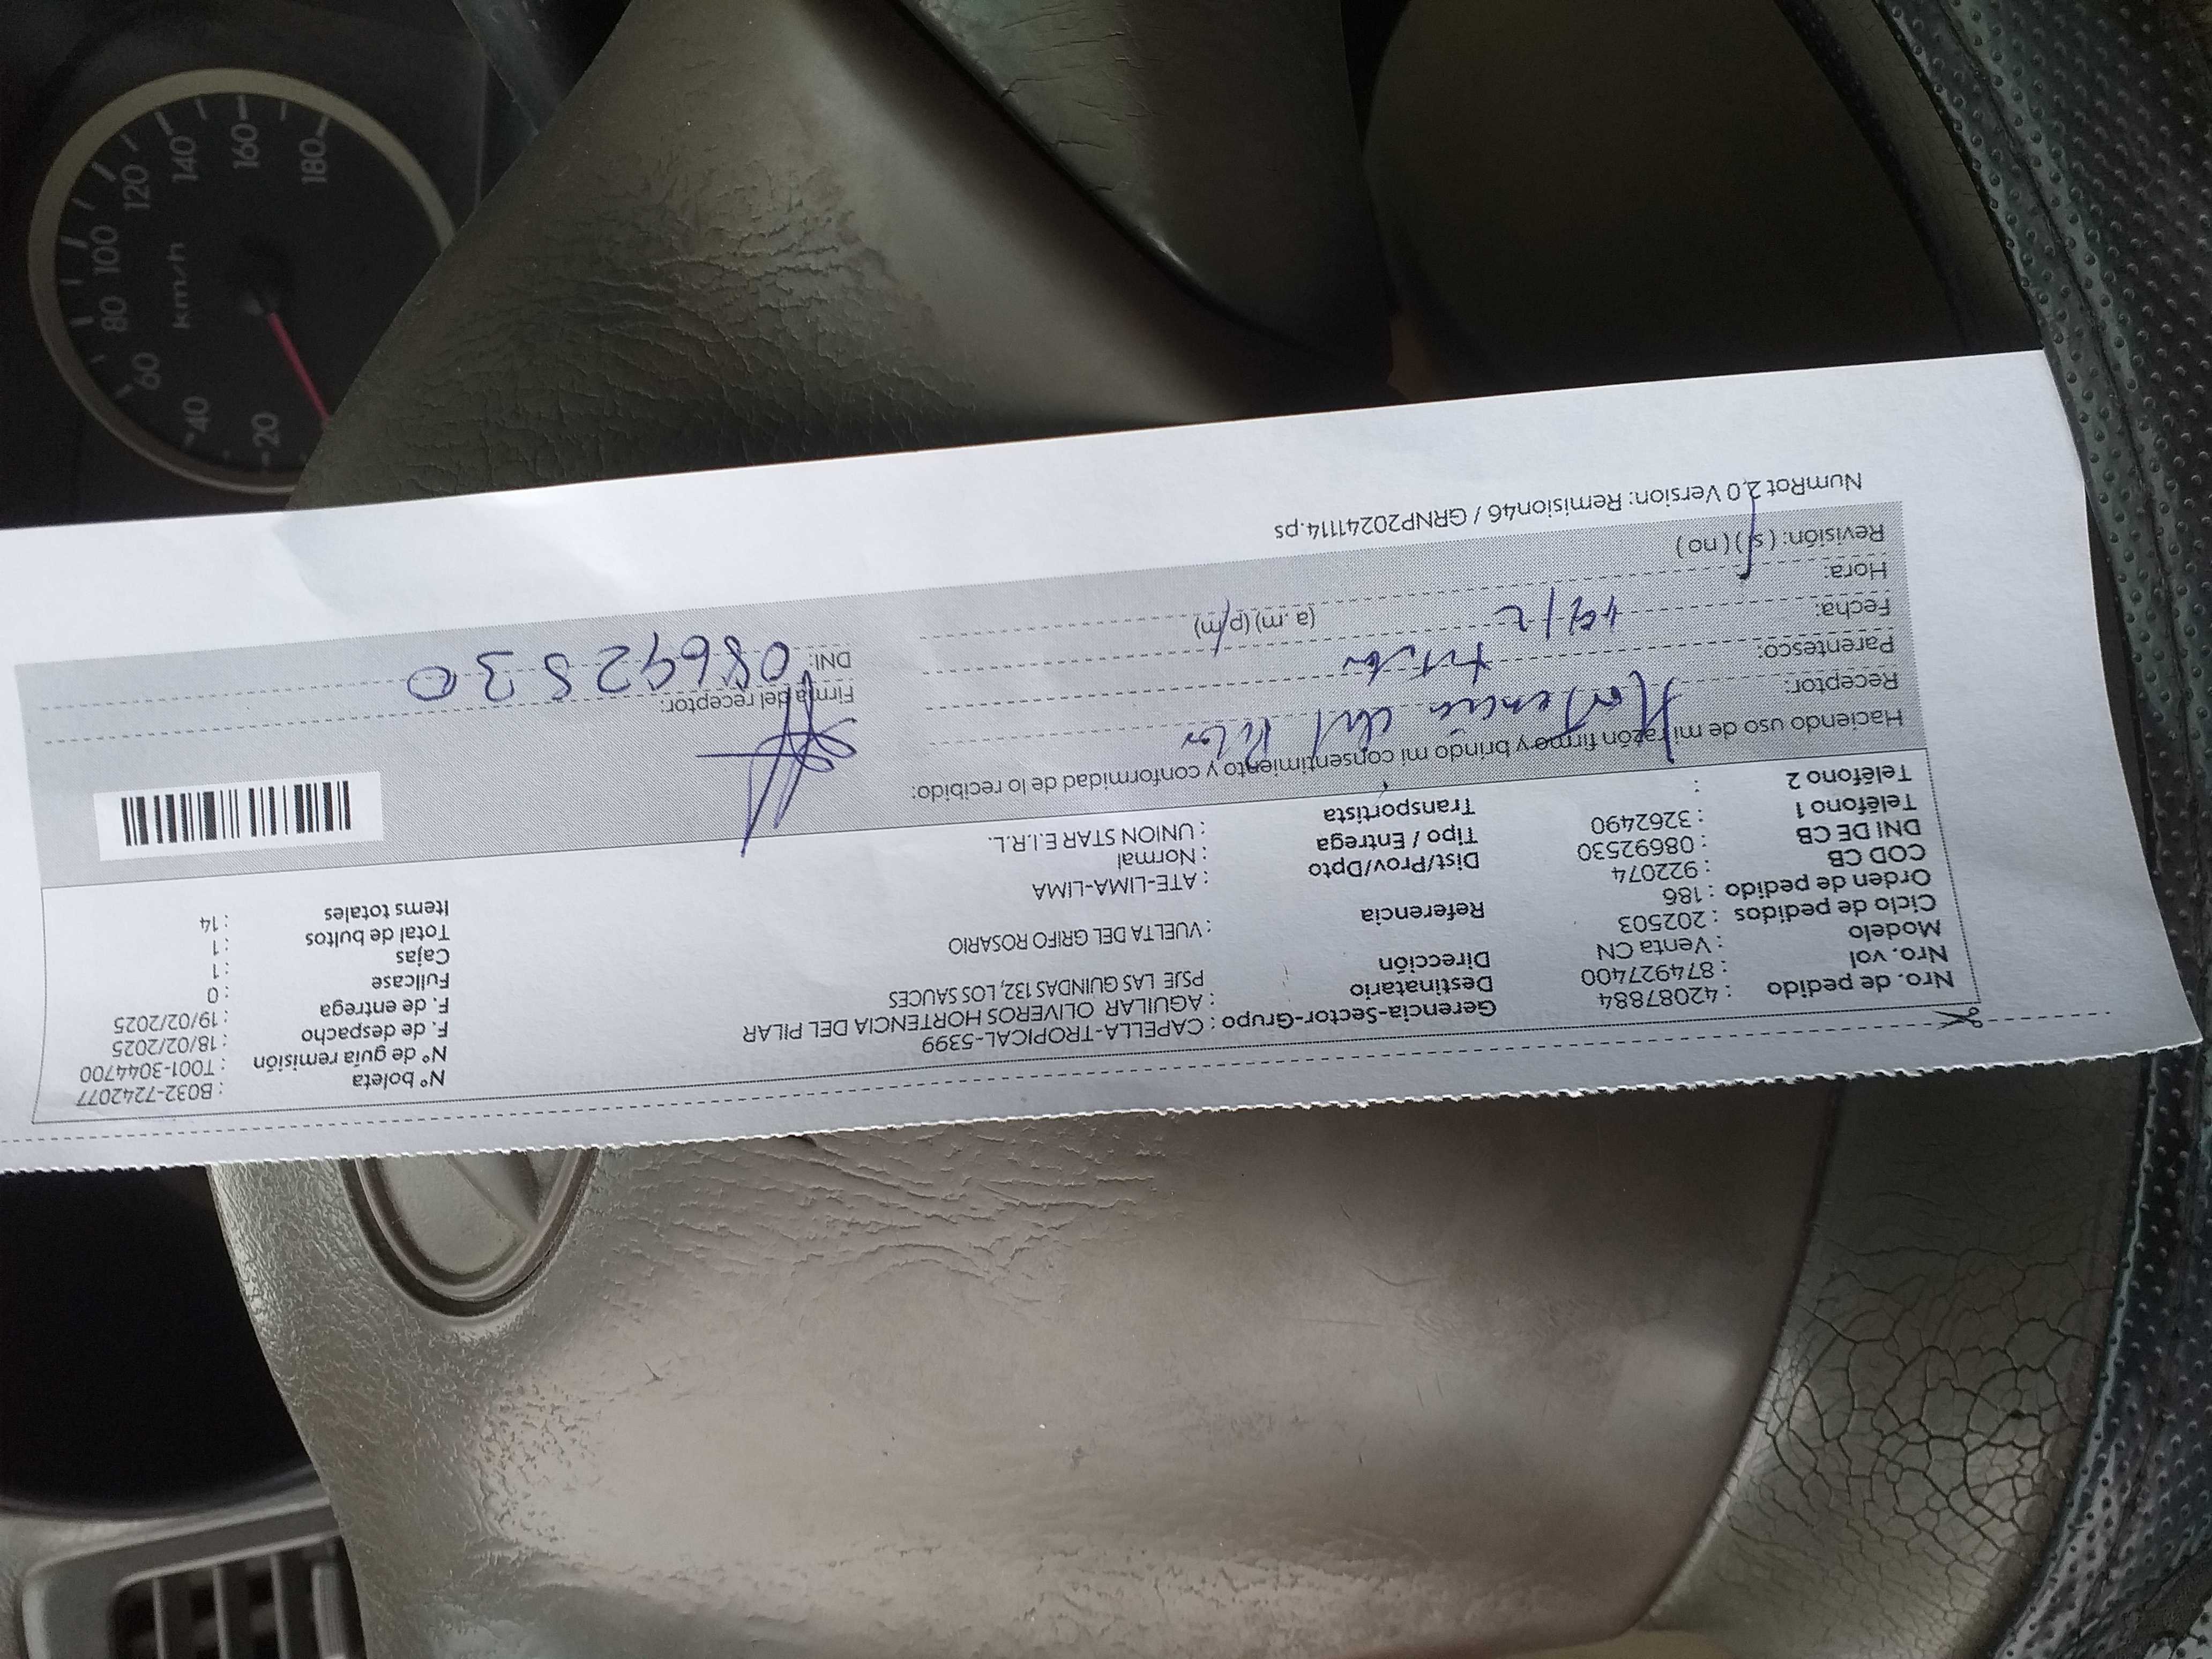 Nro. de pedido : 42087884
Nro. vol : 874927400
Modelo : Venta CN
Ciclo de pedidos : 202503
Orden de pedido : 186
COD CB : 922074
DNI DE CB : 08692530
Teléfono 1 : 3262490
Teléfono 2 :
Gerencia-Sector-Grupo : CAPELLA-TROPICAL-5399
Destinatario : AGUILAR OLIVEROS HORTENCIA DEL PILAR
Dirección PSJE LAS GUINDAS 132, LOS SAUCES
Referencia : VUELTA DEL GRIFO ROSARIO
Dist/Prov/Dpto : ATE-LIMA-LIMA
Tipo / Entrega : Normal
Transportista : UNION STAR E.I.R.L.
N° boleta : B032-7242077
N° de guía remisión : T001-3044700
F. de despacho : 18/02/2025
F. de entrega : 19/02/2025
Fullcase : 0
Cajas : 1
Total de bultos : 1
Items totales : 14
Haciendo uso de mi razón firmo y brindo mi consentimiento y conformidad de lo recibido:
Receptor: Hortencia del Pilar
Parentesco: titular
Fecha: 19/2
Hora: (a.m) (p/m)
Revisión: ( s ) ( no )
Firma del receptor:
DNI: 08692530
NumRot 2.0 Version: Remision46 / GRNP20241114.ps
20
40
60
80
100
120
140
160
180
km/h